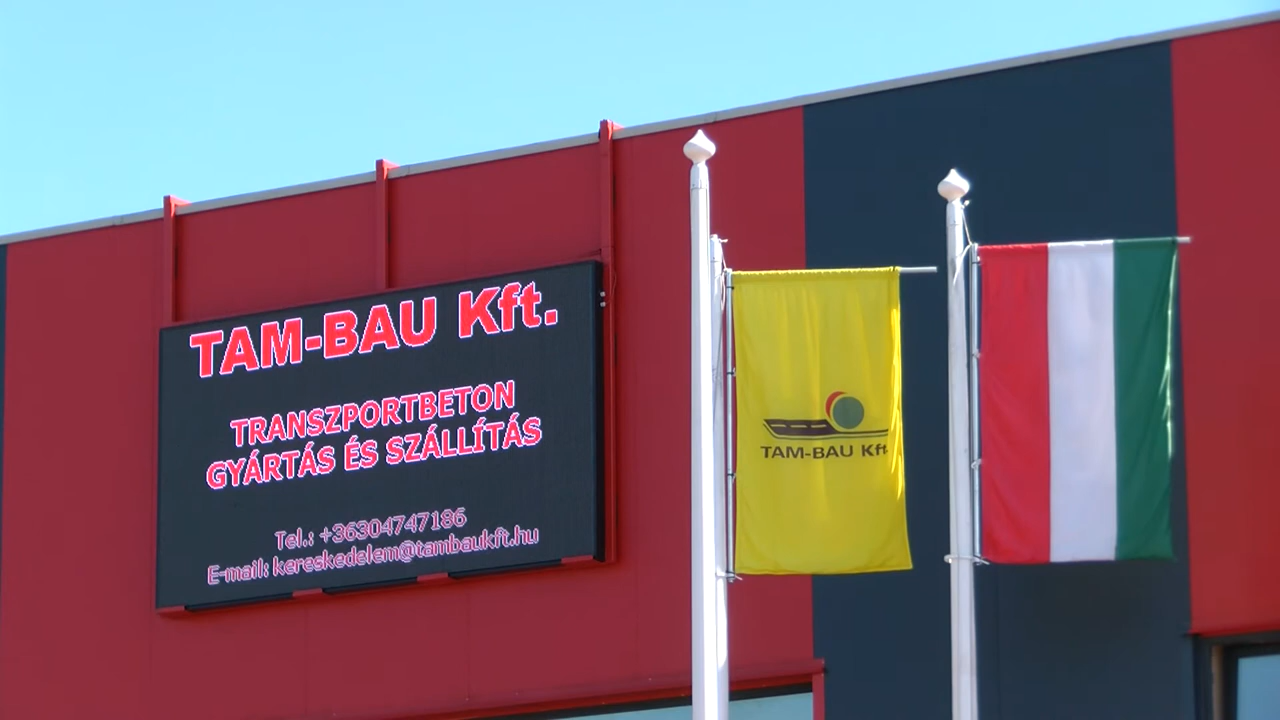 TAM-BAU Kft.
TRANSZPORTBETON
GYÁRTÁS ÉS SZÁLLÍTÁS
Tel.: +36304747186
E-mail: kereskedelem@tambaukft.hu
TAM-BAU Kft